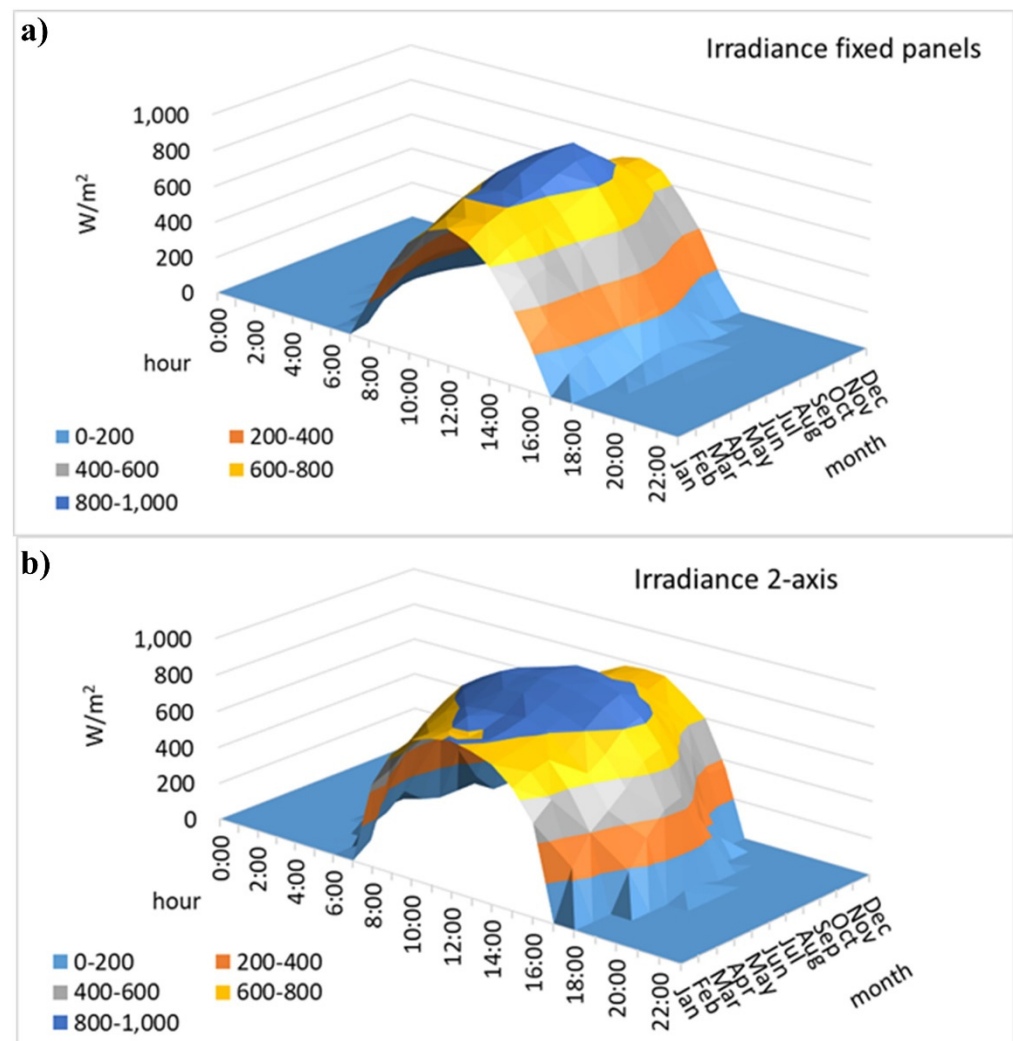 a)
Irradiance fixed panels
1,000
800
600
400
200
0
W/m²
hour
0:00
2:00
4:00
6:00
8:00
10:00
12:00
14:00
16:00
18:00
20:00
22:00
Jan
Feb
Mar
Apr
May
Jun
Jul
Aug
Sep
Oct
Nov
Dec
month
0-200 200-400
400-600 600-800
800-1,000
b)
Irradiance 2-axis
1,000
800
600
400
200
0
W/m²
hour
0:00
2:00
4:00
6:00
8:00
10:00
12:00
14:00
16:00
18:00
20:00
22:00
Jan
Feb
Mar
Apr
May
Jun
Jul
Aug
Sep
Oct
Nov
Dec
month
0-200 200-400
400-600 600-800
800-1,000